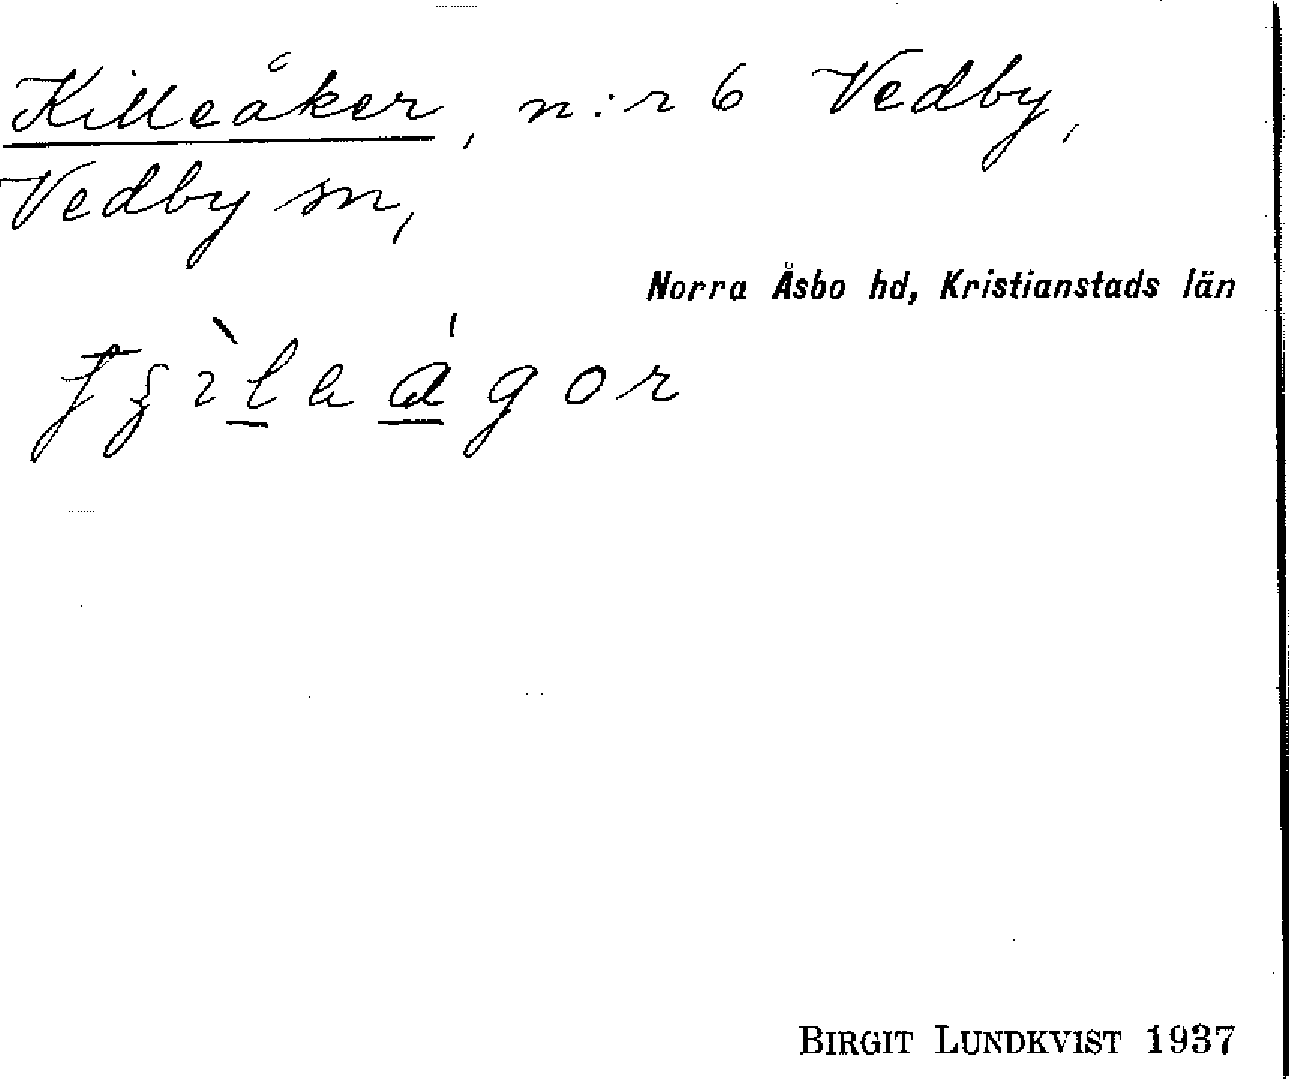 Killeåker, n:r 6 Vedby,
Vedby sn,
Norra Åsbo hd, Kristianstads län
BIRGIT LUNDKVIST 1937